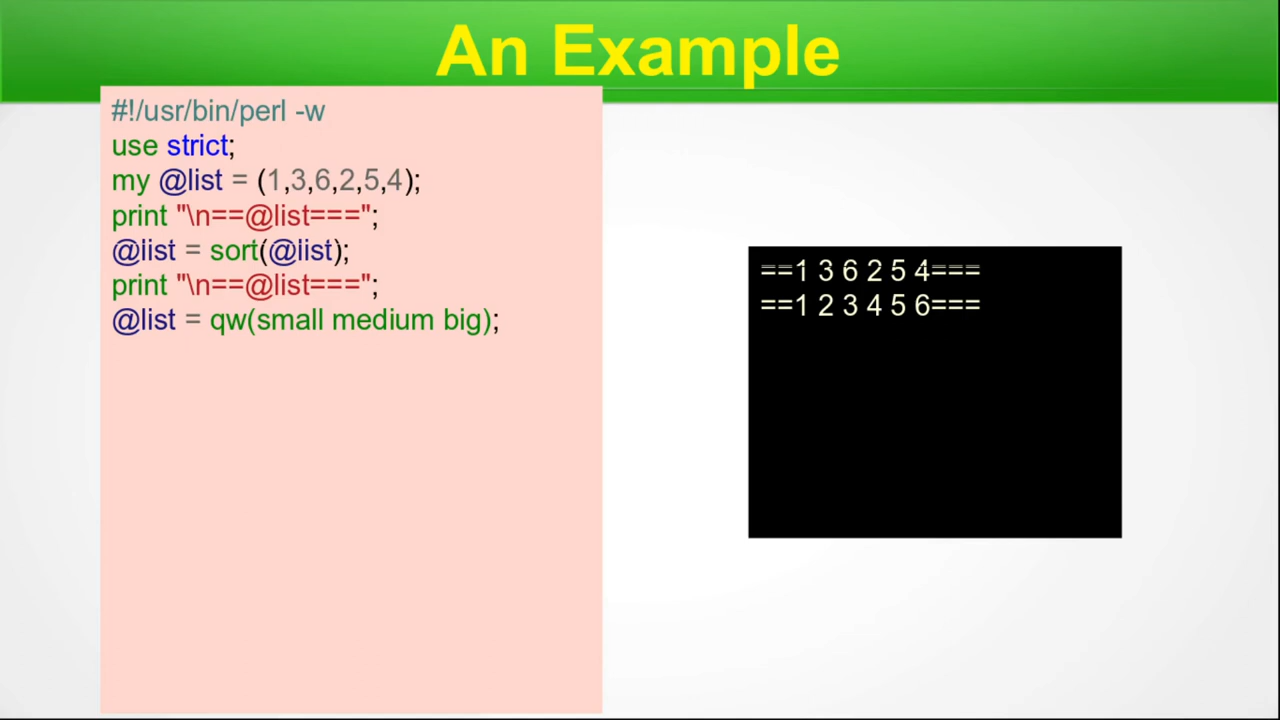 An Example
#!/usr/bin/perl -w
use strict;
my @list = (1,3,6,2,5,4);
print "\n==@list===";
@list = sort(@list);
print "\n==@list===";
@list = qw(small medium big);
==1 3 6 2 5 4===
==1 2 3 4 5 6===